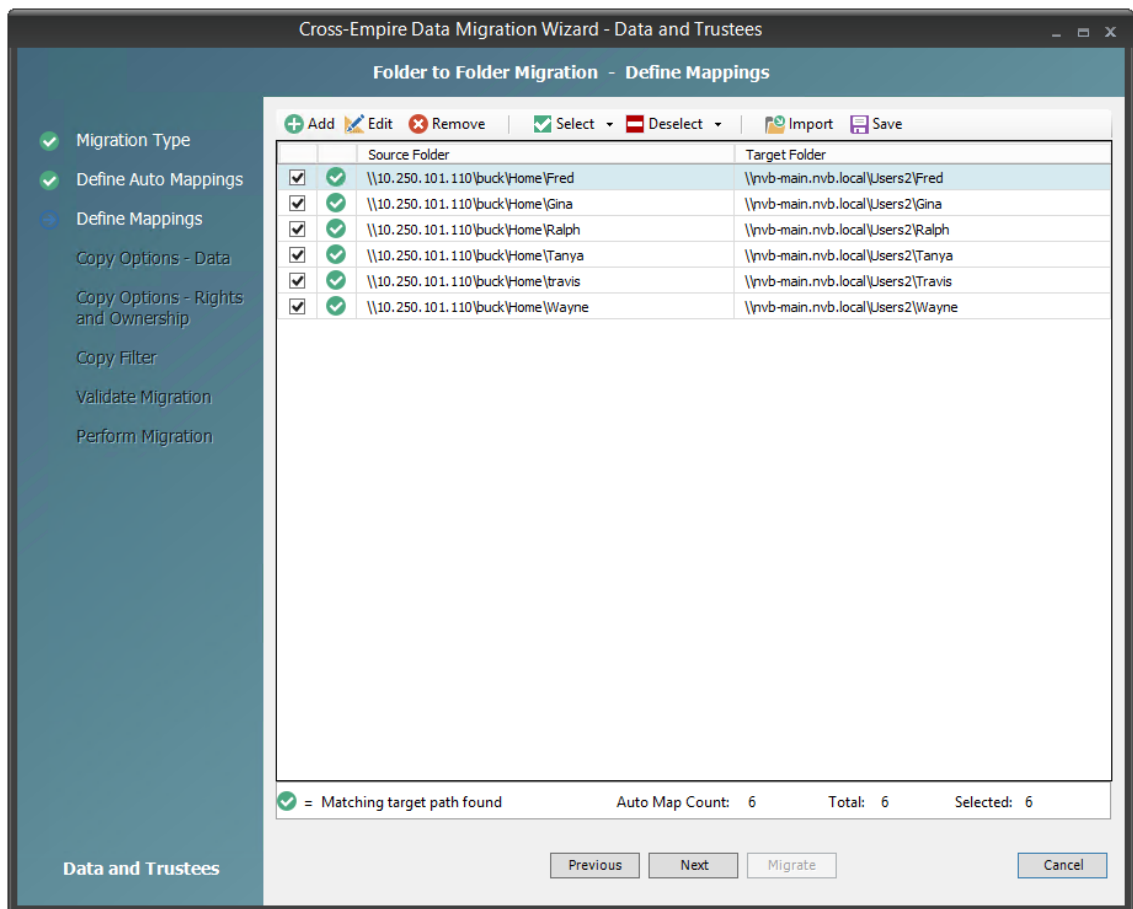 Cross-Empire Data Migration Wizard - Data and Trustees
Folder to Folder Migration - Define Mappings
Migration Type
Define Auto Mappings
Define Mappings
Copy Options - Data
Copy Options - Rights
and Ownership
Copy Filter
Validate Migration
Perform Migration
Data and Trustees
Add Edit Remove Select Deselect Import Save
Source Folder Target Folder
\\10.250.101.110\buck\Home\Fred \\nvb-main.nvb.local\Users2\Fred
\\10.250.101.110\buck\Home\Gina \\nvb-main.nvb.local\Users2\Gina
\\10.250.101.110\buck\Home\Ralph \\nvb-main.nvb.local\Users2\Ralph
\\10.250.101.110\buck\Home\Tanya \\nvb-main.nvb.local\Users2\Tanya
\\10.250.101.110\buck\Home\travis \\nvb-main.nvb.local\Users2\Travis
\\10.250.101.110\buck\Home\Wayne \\nvb-main.nvb.local\Users2\Wayne
= Matching target path found Auto Map Count: 6 Total: 6 Selected: 6
Previous Next Migrate Cancel